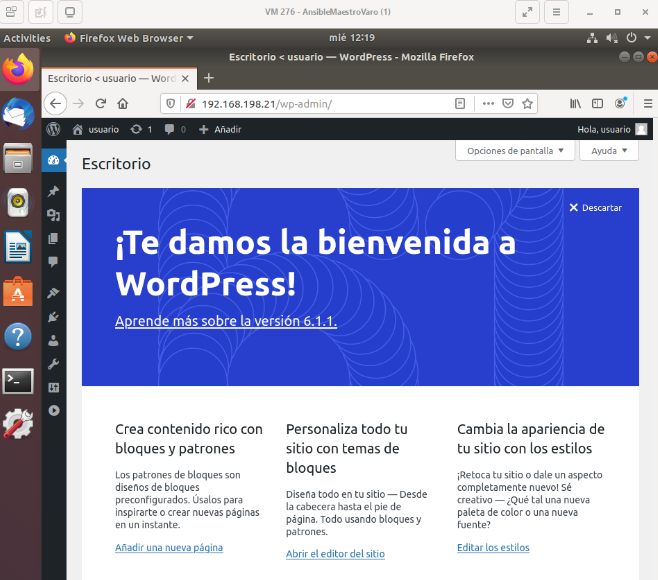 VM 276 - AnsibleMaestroVaro (1)
Activities Firefox Web Browser mié 12:19
Escritorio < usuario — WordPress - Mozilla Firefox
Escritorio < usuario — Word
192.168.198.21/wp-admin/
usuario 1 0 Añadir Hola, usuario
Opciones de pantalla Ayuda
Escritorio
Descartar
¡Te damos la bienvenida a
WordPress!
Aprende más sobre la versión 6.1.1.
Crea contenido rico con
bloques y patrones
Los patrones de bloques son
diseños de bloques
preconfigurados. Úsalos para
inspirarte o crear nuevas páginas
en un instante.
Añadir una nueva página
Personaliza todo tu
sitio con temas de
bloques
Diseña todo en tu sitio — Desde
la cabecera hasta el pie de
página. Todo usando bloques y
patrones.
Abrir el editor del sitio
Cambia la apariencia de
tu sitio con los estilos
¡Retoca tu sitio o dale un aspecto
completamente nuevo! Sé
creativo — ¿Qué tal una nueva
paleta de color o una nueva
fuente?
Editar los estilos